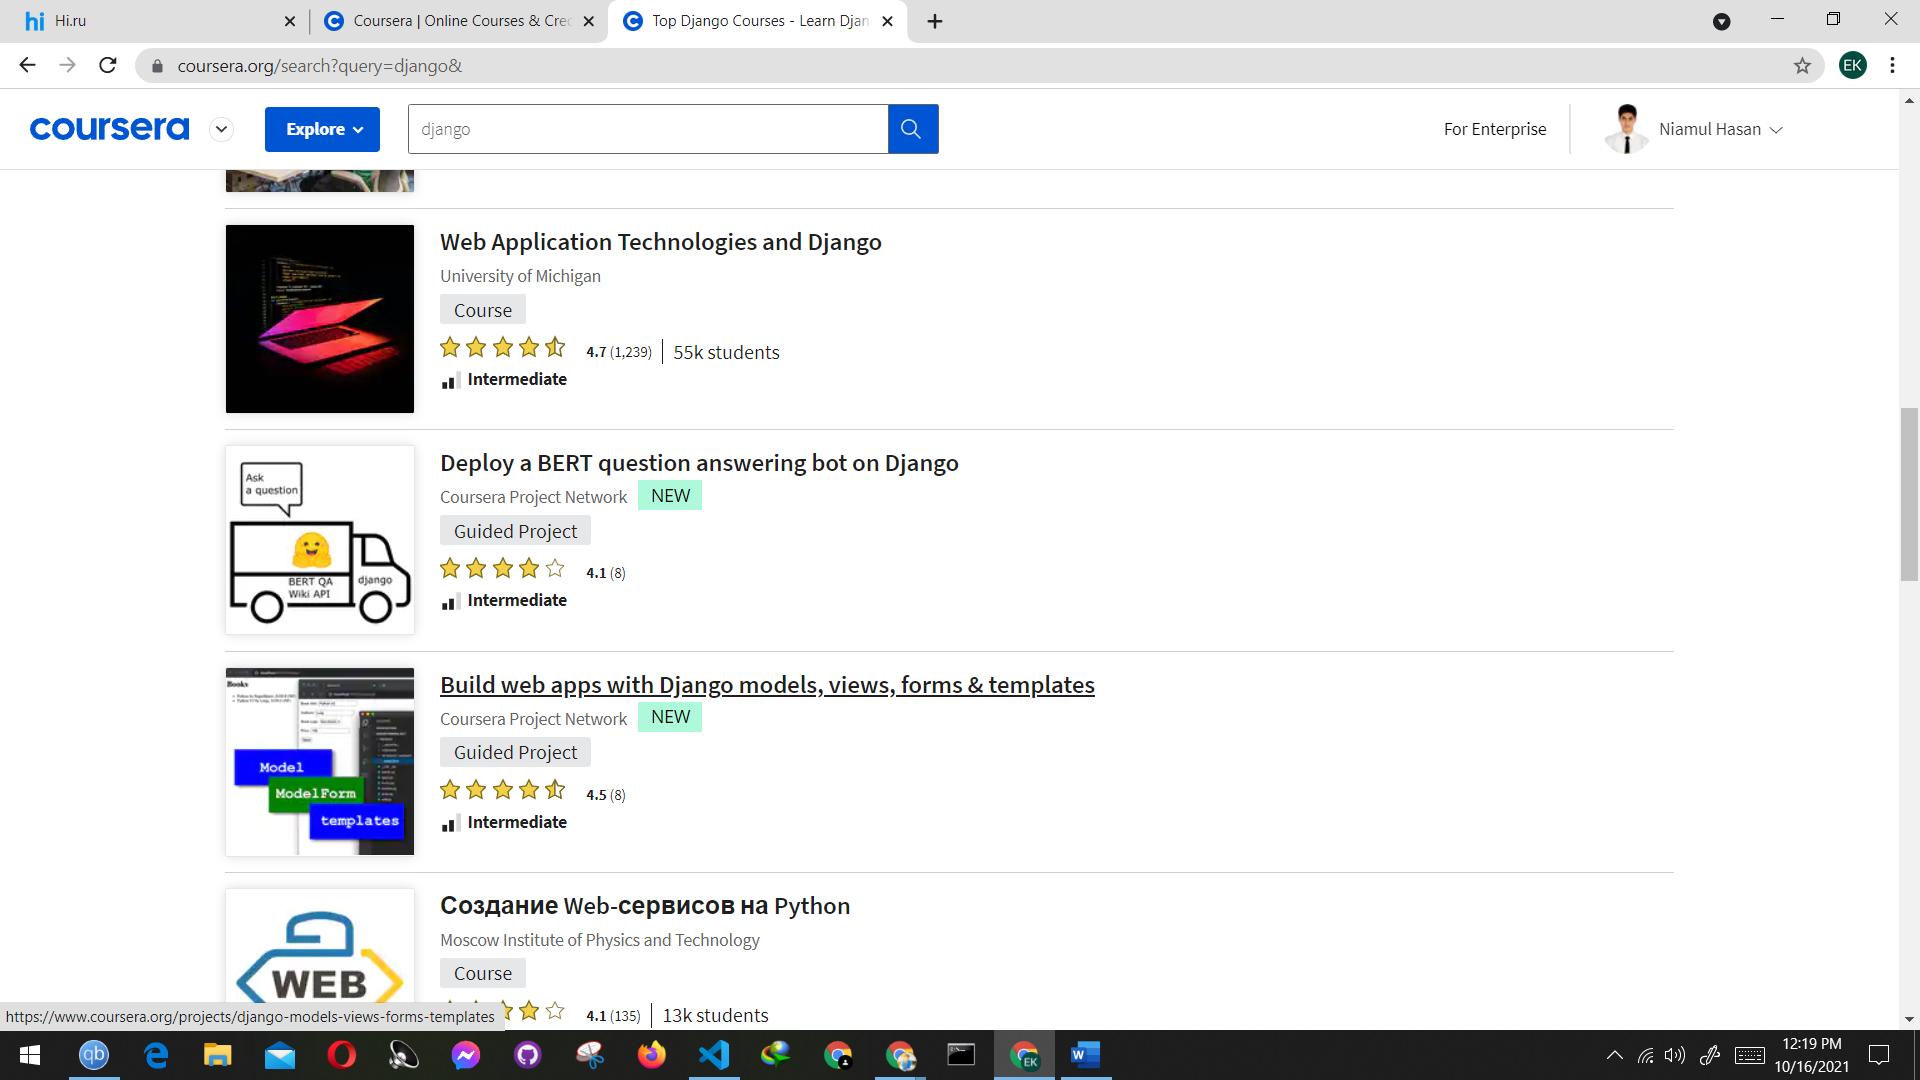 Hi.ru
Coursera | Online Courses & Cred
Top Django Courses - Learn Djan
coursera.org/search?query=django&
EK
coursera
Explore
django
For Enterprise
Niamul Hasan
Web Application Technologies and Django
University of Michigan
Course
4.7 (1,239) | 55k students
Intermediate
Ask
a question
BERT QA
Wiki API
django
Deploy a BERT question answering bot on Django
Coursera Project Network NEW
Guided Project
4.1 (8)
Intermediate
Books
Model
ModelForm
templates
Build web apps with Django models, views, forms & templates
Coursera Project Network NEW
Guided Project
4.5 (8)
Intermediate
WEB
Создание Web-сервисов на Python
Moscow Institute of Physics and Technology
Course
4.1 (135) | 13k students
https://www.coursera.org/projects/django-models-views-forms-templates
12:19 PM
10/16/2021